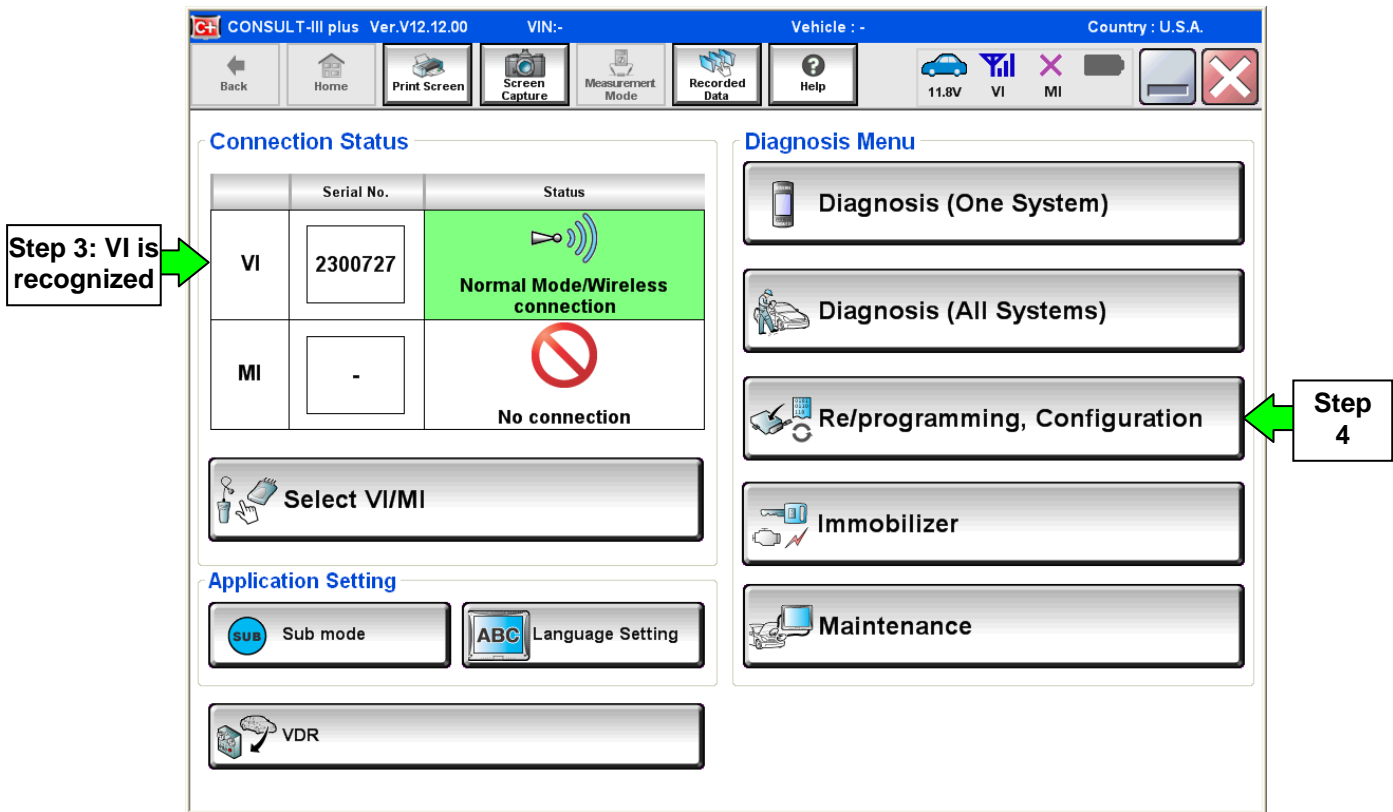 C+ CONSULT-III plus Ver.V12.12.00 VIN:- Vehicle : - Country : U.S.A.
Back
Home
Print Screen
Screen
Capture
Measurement
Mode
Recorded
Data
Help
11.8V
VI
MI
Connection Status
Serial No. Status
VI
2300727
Normal Mode/Wireless
connection
MI
-
No connection
Select VI/MI
Application Setting
SUB Sub mode
ABC Language Setting
VDR
Diagnosis Menu
Diagnosis (One System)
Diagnosis (All Systems)
Re/programming, Configuration
Immobilizer
Maintenance
Step 3: VI is
recognized
Step
4